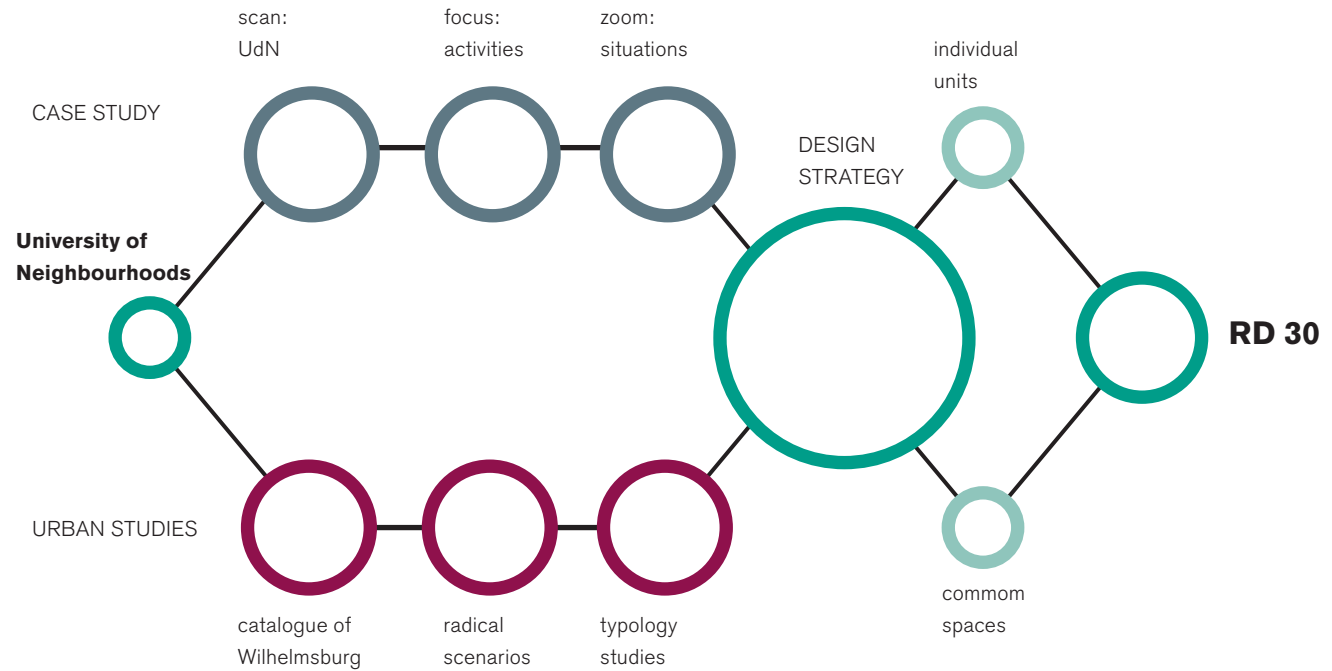 scan:
UdN
focus:
activities
zoom:
situations
individual
units
CASE STUDY
DESIGN
STRATEGY
University of
Neighbourhoods
RD 30
URBAN STUDIES
catalogue of
Wilhelmsburg
radical
scenarios
typology
studies
commom
spaces